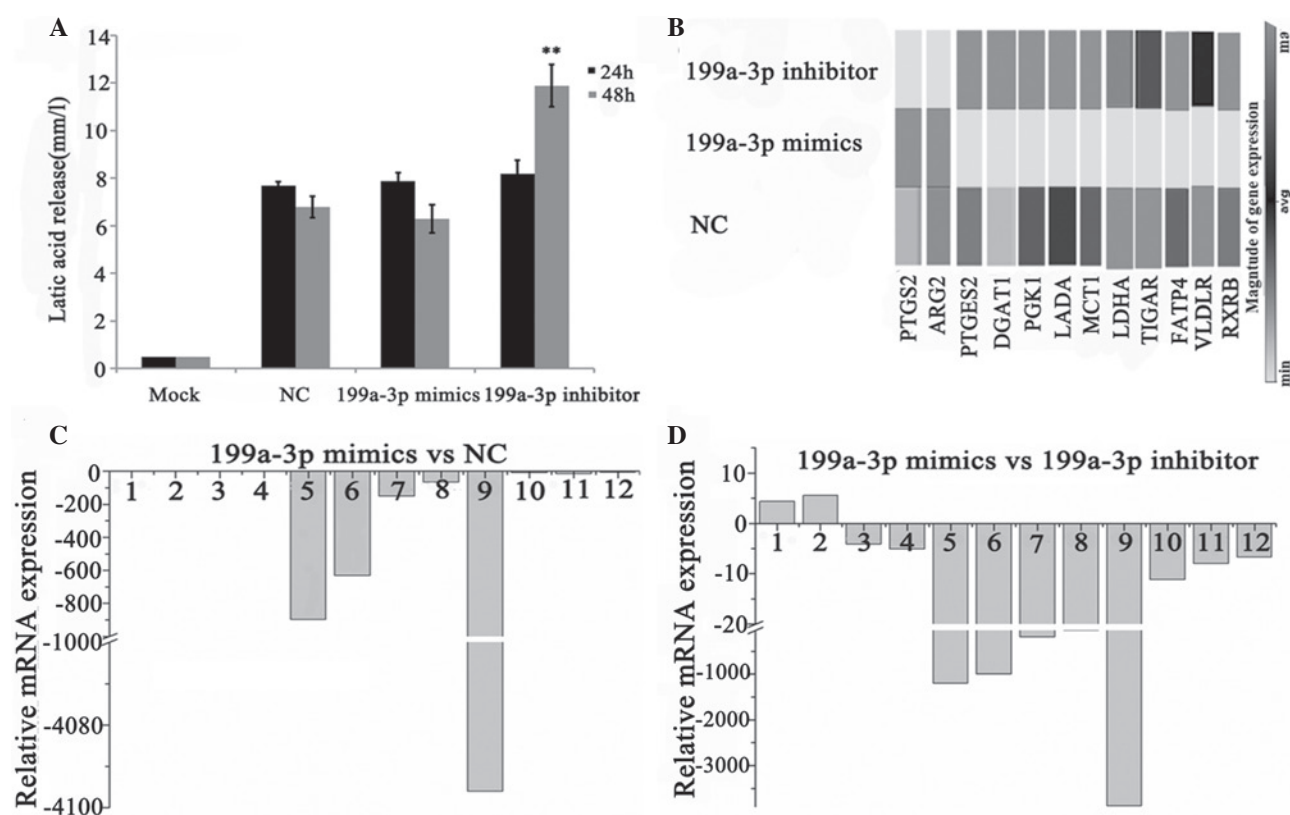 A
Latic acid release(mm/l)
14
12
10
8
6
4
2
0
**
24h
48h
Mock
NC
199a-3p mimics
199a-3p inhibitor
B
199a-3p inhibitor
199a-3p mimics
NC
PTGS2
ARG2
PTGES2
DGAT1
PGK1
LADA
MCT1
LDHA
TIGAR
FATP4
VLDLR
RXRB
Magntude of gene expression
ma
avg
min
C
199a-3p mimics vs NC
Relative mRNA expression
0
-200
-400
-600
-800
-1000
-4080
-4100
1 2 3 4 5 6 7 8 9 10 11 12
D
199a-3p mimics vs 199a-3p inhibitor
Relative mRNA expression
10
0
-10
-20
-1000
-2000
-3000
1 2 3 4 5 6 7 8 9 10 11 12